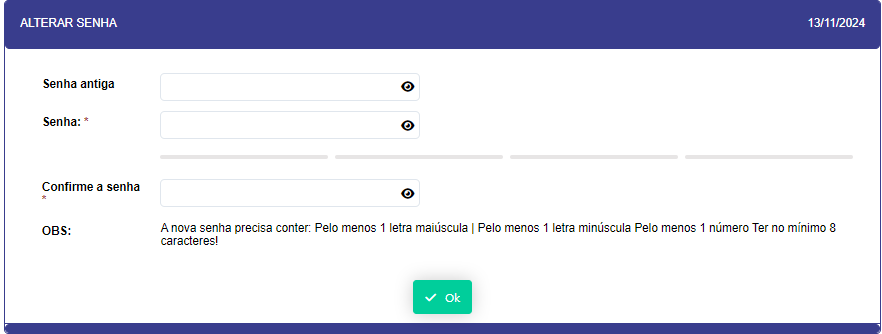 ALTERAR SENHA 13/11/2024
Senha antiga
Senha: *
Confirme a senha
*
OBS: A nova senha precisa conter: Pelo menos 1 letra maiúscula | Pelo menos 1 letra minúscula Pelo menos 1 número Ter no mínimo 8
caracteres!
Ok